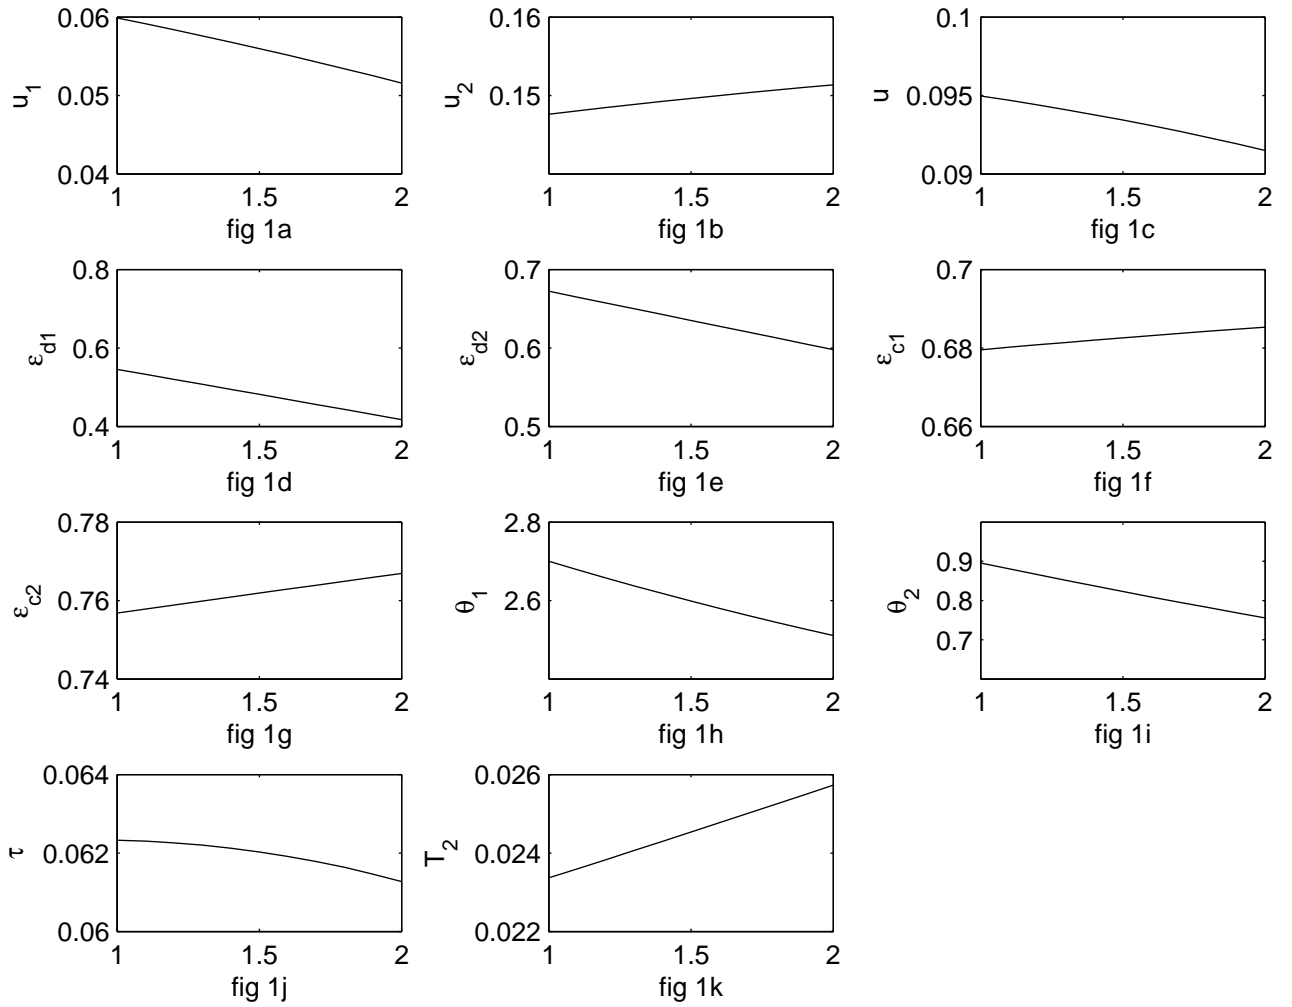 0.06 0.16 0.1
u1 0.05 u2 0.15 u 0.095
0.04 0.09
1 1.5 2 1 1.5 2 1 1.5 2
fig 1a fig 1b fig 1c
0.8 0.7 0.7
εd1 0.6 εd2 0.6 εc1 0.68
0.4 0.5 0.66
1 1.5 2 1 1.5 2 1 1.5 2
fig 1d fig 1e fig 1f
0.78 2.8
0.9
εc2 0.76 θ1 2.6 θ2 0.8
0.7
0.74
1 1.5 2 1 1.5 2 1 1.5 2
fig 1g fig 1h fig 1i
0.064 0.026
τ 0.062 T2 0.024
0.06 0.022
1 1.5 2 1 1.5 2
fig 1j fig 1k